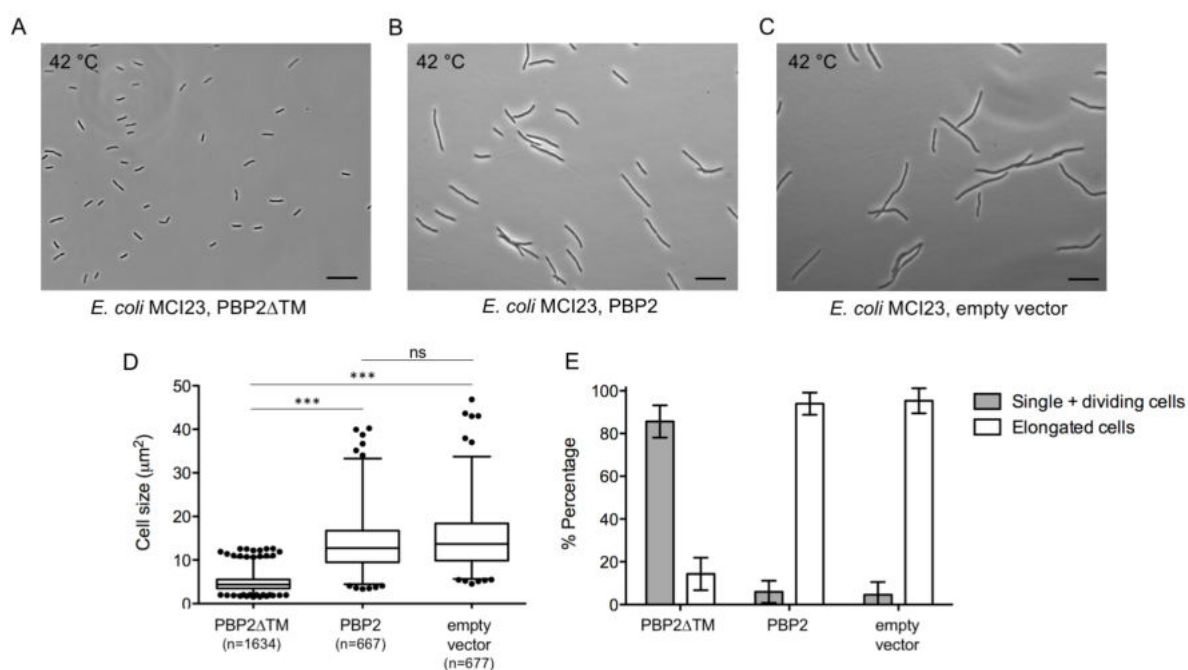 A
B
C
42 °C
42 °C
42 °C
E. coli MCI23, PBP2ΔTM
E. coli MCI23, PBP2
E. coli MCI23, empty vector
D
ns
***
***
50
40
30
20
10
0
Cell size (μm²)
PBP2ΔTM
(n=1634)
PBP2
(n=667)
empty
vector
(n=677)
E
100
80
60
40
20
0
% Percentage
PBP2ΔTM
PBP2
empty
vector
Single + dividing cells
Elongated cells